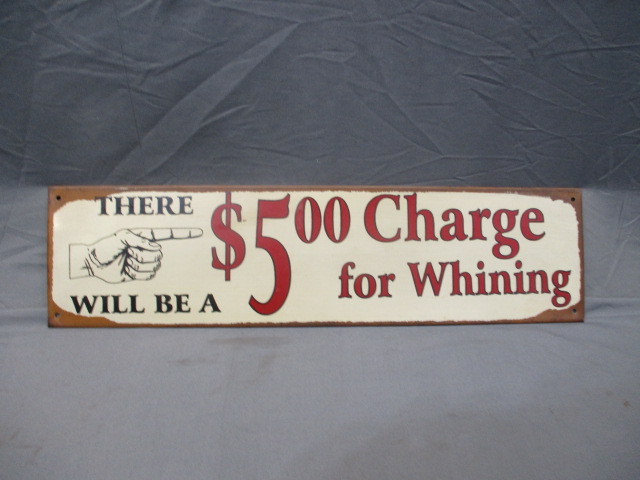 THERE
WILL BE A
$5.00 Charge
for Whining